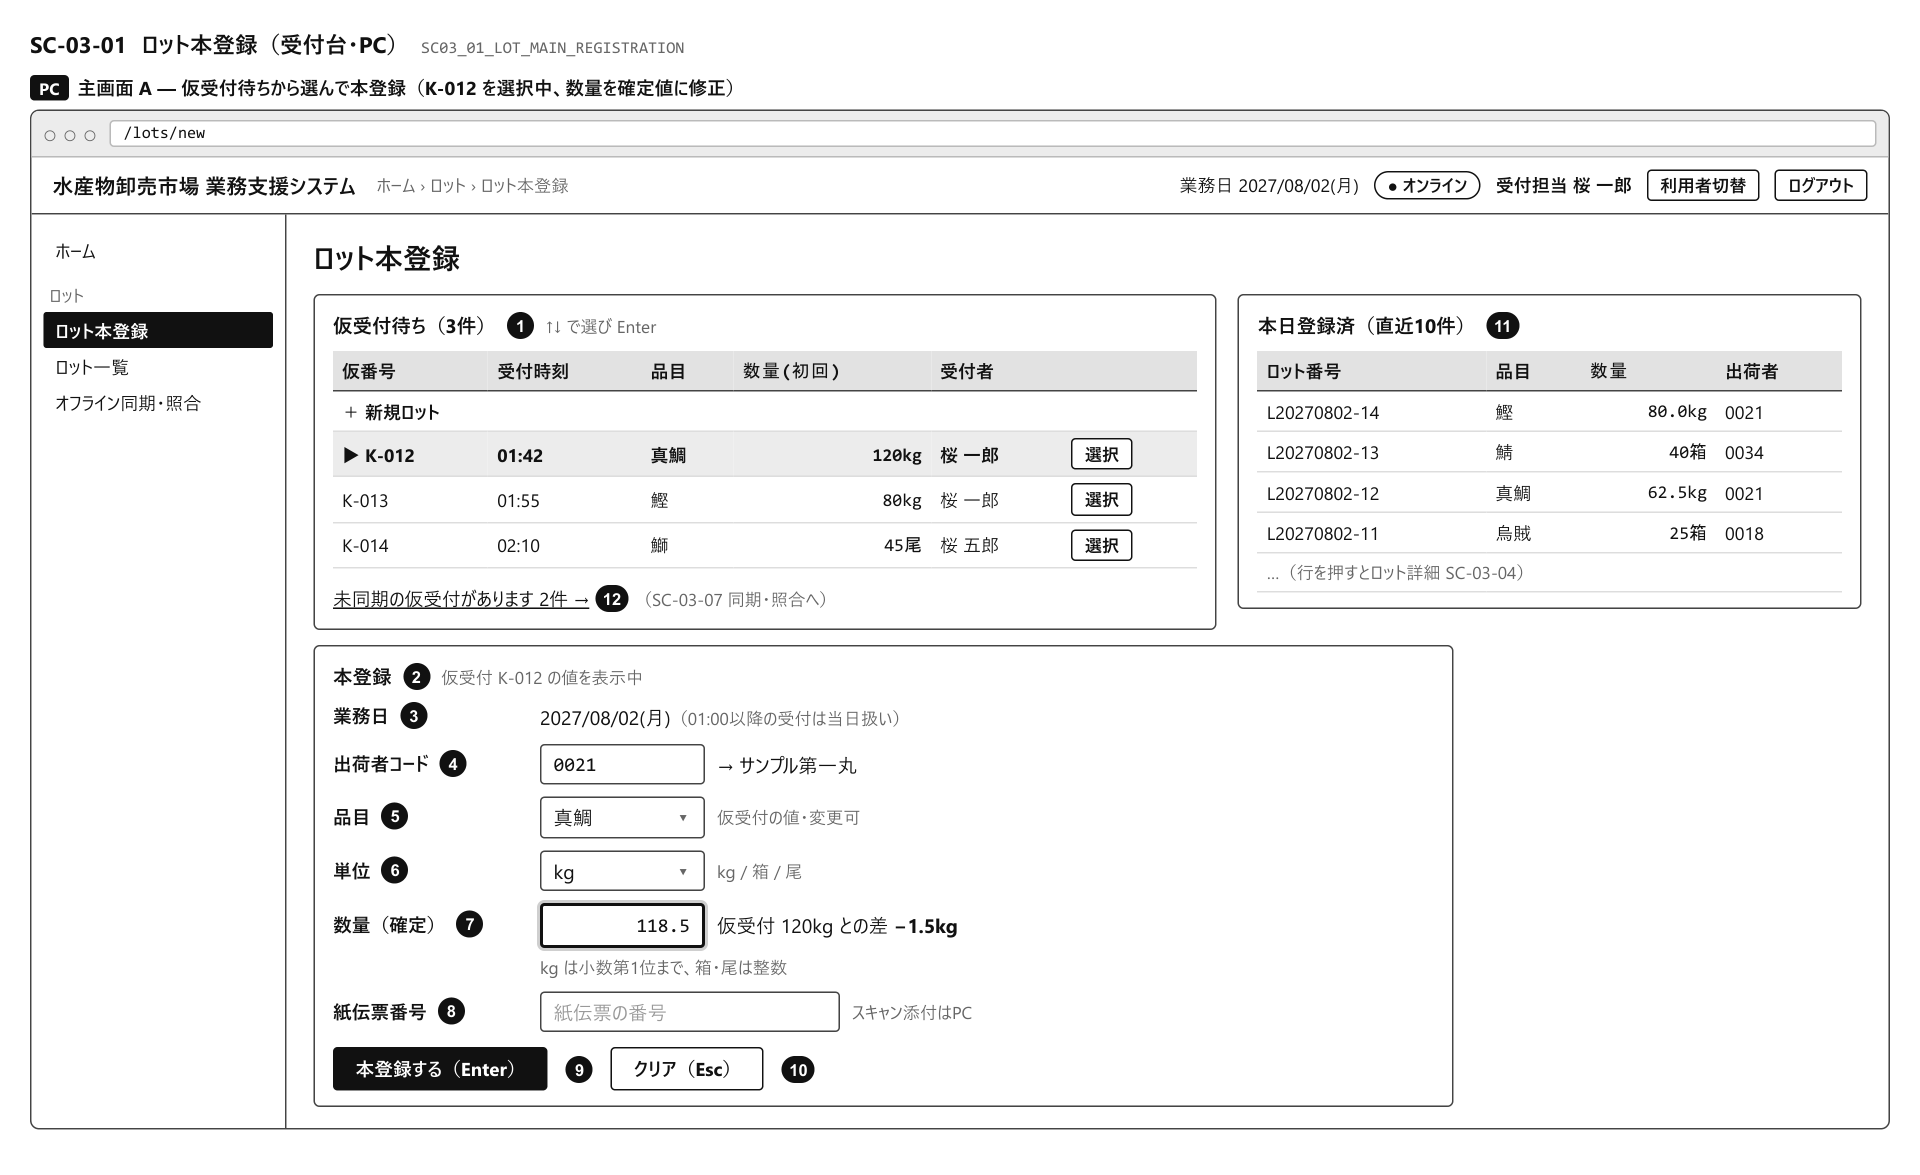 SC-03-01 ロット本登録（受付台・PC） SC03_01_LOT_MAIN_REGISTRATION
PC 主画面 A — 仮受付待ちから選んで本登録（K-012 を選択中、数量を確定値に修正）
/lots/new
水産物卸売市場 業務支援システム ホーム › ロット › ロット本登録 業務日 2027/08/02(月) ● オンライン 受付担当 桜 一郎 利用者切替 ログアウト
ホーム
ロット
ロット本登録
ロット一覧
オフライン同期・照合
ロット本登録
仮受付待ち（3件） 1 ↑↓ で選び Enter
仮番号 受付時刻 品目 数量(初回) 受付者
＋ 新規ロット
▶ K-012 01:42 真鯛 120kg 桜 一郎 選択
K-013 01:55 鰹 80kg 桜 一郎 選択
K-014 02:10 鰤 45尾 桜 五郎 選択
未同期の仮受付があります 2件 → 12 （SC-03-07 同期・照合へ）
本日登録済（直近10件） 11
ロット番号 品目 数量 出荷者
L20270802-14 鰹 80.0kg 0021
L20270802-13 鯖 40箱 0034
L20270802-12 真鯛 62.5kg 0021
L20270802-11 烏賊 25箱 0018
…（行を押すとロット詳細 SC-03-04）
本登録 2 仮受付 K-012 の値を表示中
業務日 3 2027/08/02(月)（01:00以降の受付は当日扱い）
出荷者コード 4 0021 → サンプル第一丸
品目 5 真鯛 ▼ 仮受付の値・変更可
単位 6 kg ▼ kg / 箱 / 尾
数量（確定） 7 118.5 仮受付 120kg との差 −1.5kg
kg は小数第1位まで、箱・尾は整数
紙伝票番号 8 紙伝票の番号 スキャン添付はPC
本登録する（Enter） 9 クリア（Esc） 10